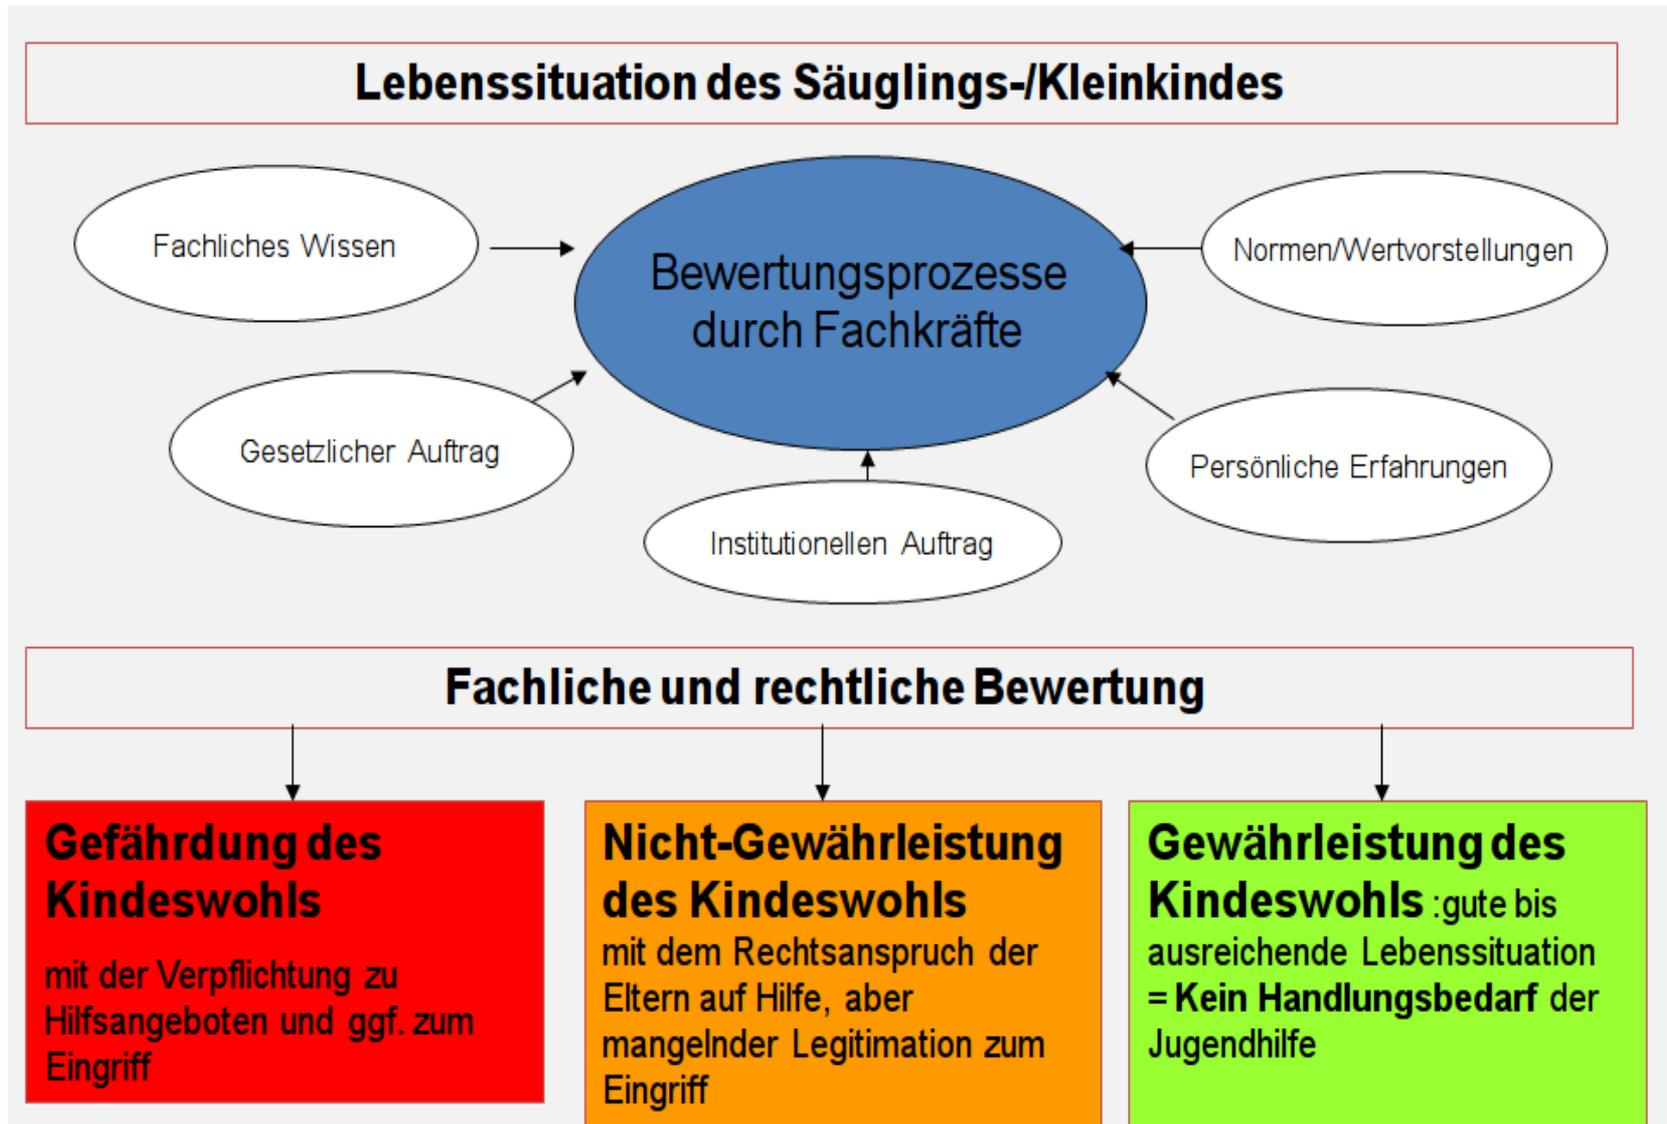 Lebenssituation des Säuglings-/Kleinkindes
Fachliches Wissen
Bewertungsprozesse
durch Fachkräfte
Normen/Wertvorstellungen
Gesetzlicher Auftrag
Persönliche Erfahrungen
Institutionellen Auftrag
Fachliche und rechtliche Bewertung
Gefährdung des
Kindeswohls
mit der Verpflichtung zu
Hilfsangeboten und ggf. zum
Eingriff
Nicht-Gewährleistung
des Kindeswohls
mit dem Rechtsanspruch der
Eltern auf Hilfe, aber
mangelnder Legitimation zum
Eingriff
Gewährleistung des
Kindeswohls :gute bis
ausreichende Lebenssituation
= Kein Handlungsbedarf der
Jugendhilfe